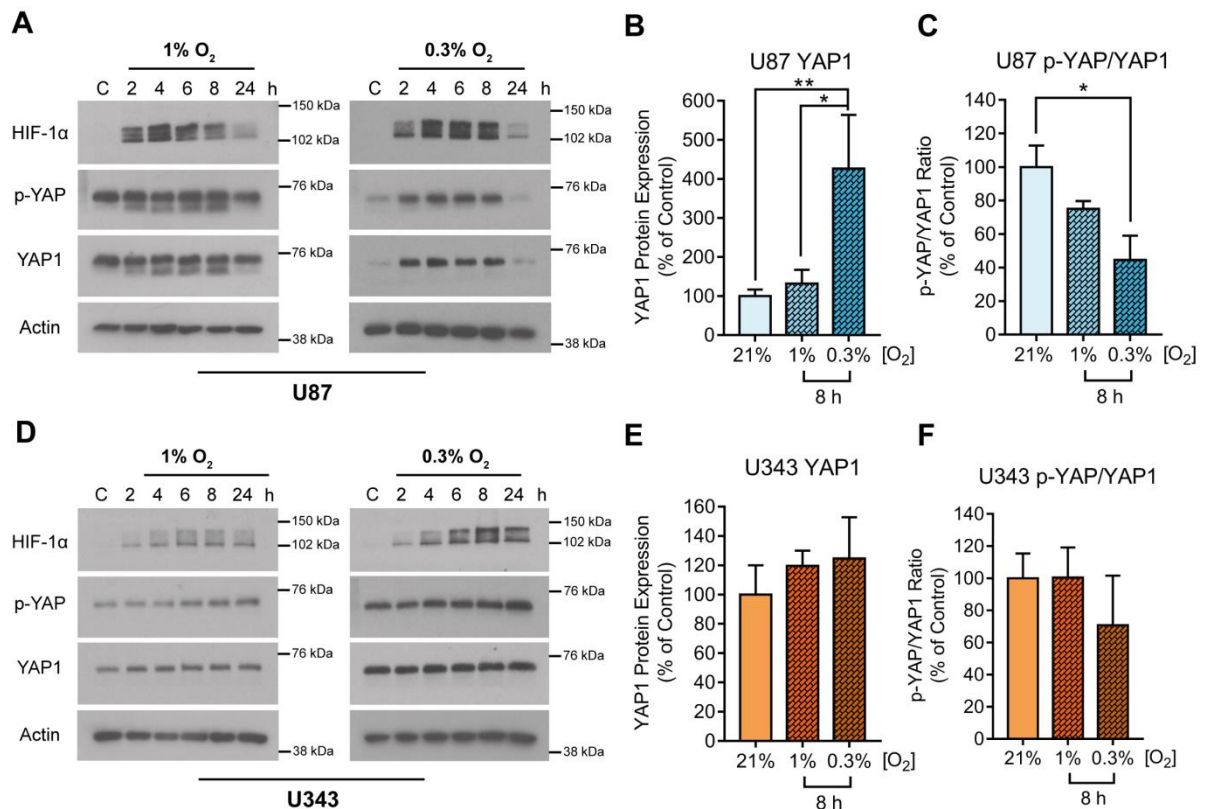 A
1% O₂
0.3% O₂
C 2 4 6 8 24 h
C 2 4 6 8 24 h
HIF-1α
150 kDa
102 kDa
150 kDa
102 kDa
p-YAP
76 kDa
76 kDa
YAP1
76 kDa
76 kDa
Actin
38 kDa
38 kDa
U87
B
U87 YAP1
**
*
YAP1 Protein Expression
(% of Control)
600
500
400
300
200
100
0
21% 1% 0.3% [O₂]
8 h
C
U87 p-YAP/YAP1
*
p-YAP/YAP1 Ratio
(% of Control)
140
120
100
80
60
40
20
0
21% 1% 0.3% [O₂]
8 h
D
1% O₂
0.3% O₂
C 2 4 6 8 24 h
C 2 4 6 8 24 h
HIF-1α
150 kDa
102 kDa
150 kDa
102 kDa
p-YAP
76 kDa
76 kDa
YAP1
76 kDa
76 kDa
Actin
38 kDa
38 kDa
U343
E
U343 YAP1
YAP1 Protein Expression
(% of Control)
160
140
120
100
80
60
40
20
0
21% 1% 0.3% [O₂]
8 h
F
U343 p-YAP/YAP1
p-YAP/YAP1 Ratio
(% of Control)
140
120
100
80
60
40
20
0
21% 1% 0.3% [O₂]
8 h